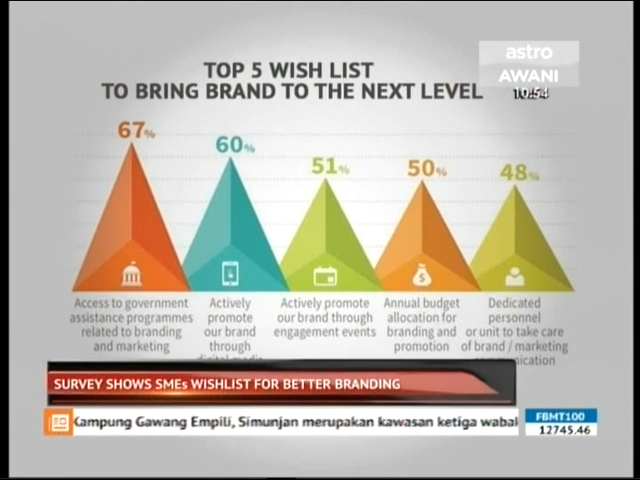 astro
AWANI
10:54
TOP 5 WISH LIST
TO BRING BRAND TO THE NEXT LEVEL
67%
60%
51%
50%
48%
Access to government
assistance programmes
related to branding
and marketing
Actively
promote
our brand
through
digital media
Actively promote
our brand through
engagement events
Annual budget
allocation for
branding and
promotion
Dedicated
personnel
or unit to take care
of brand / marketing
communication
SURVEY SHOWS SMEs WISHLIST FOR BETTER BRANDING
Kampung Gawang Empili, Simunjan merupakan kawasan ketiga wabak
FBMT100
12745.46